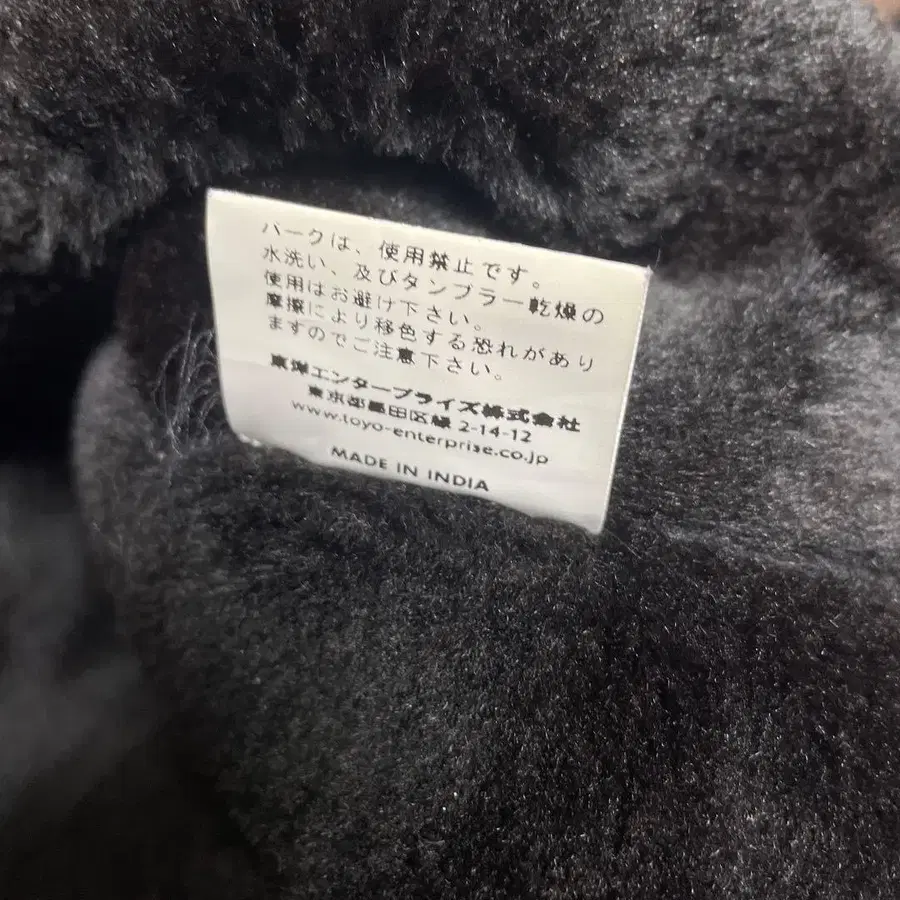 パークは、使用禁止です。
水洗い、及びタンブラー乾燥の
使用はお避け下さい。
摩擦により移色する恐れがあり
ますのでご注意下さい。
東洋エンタープライズ株式会社
東京都墨田区緑 2-14-12
www.toyo-enterprise.co.jp
MADE IN INDIA